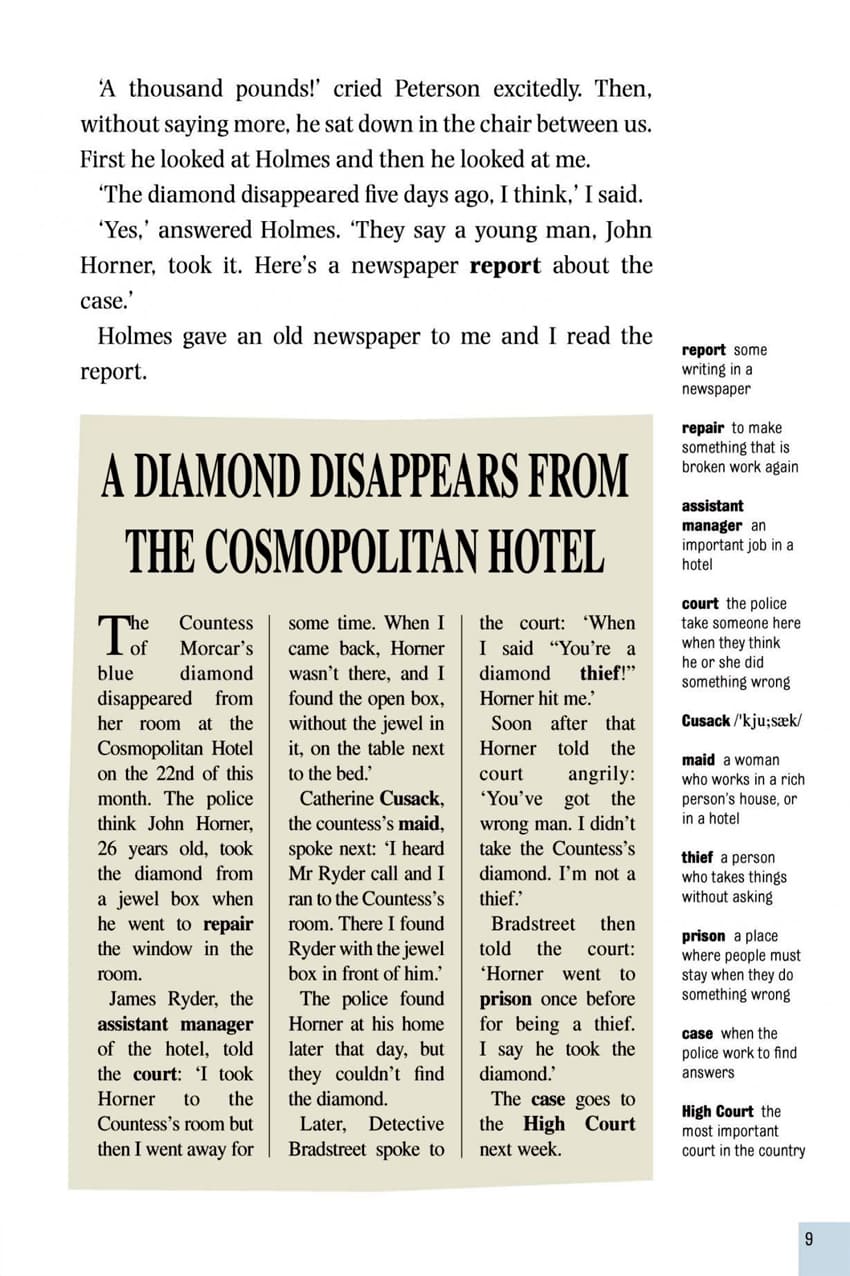 ‘A thousand pounds!’ cried Peterson excitedly. Then,
without saying more, he sat down in the chair between us.
First he looked at Holmes and then he looked at me.
‘The diamond disappeared five days ago, I think,’ I said.
‘Yes,’ answered Holmes. ‘They say a young man, John
Horner, took it. Here’s a newspaper report about the
case.’
Holmes gave an old newspaper to me and I read the
report.
A DIAMOND DISAPPEARS FROM
THE COSMOPOLITAN HOTEL
The Countess
of Morcar’s
blue diamond
disappeared from
her room at the
Cosmopolitan Hotel
on the 22nd of this
month. The police
think John Horner,
26 years old, took
the diamond from
a jewel box when
he went to repair
the window in the
room.
James Ryder, the
assistant manager
of the hotel, told
the court: ‘I took
Horner to the
Countess’s room but
then I went away for
some time. When I
came back, Horner
wasn’t there, and I
found the open box,
without the jewel in
it, on the table next
to the bed.’
Catherine Cusack,
the countess’s maid,
spoke next: ‘I heard
Mr Ryder call and I
ran to the Countess’s
room. There I found
Ryder with the jewel
box in front of him.’
The police found
Horner at his home
later that day, but
they couldn’t find
the diamond.
Later, Detective
Bradstreet spoke to
the court: ‘When
I said “You’re a
diamond thief!”
Horner hit me.’
Soon after that
Horner told the
court angrily:
‘You’ve got the
wrong man. I didn’t
take the Countess’s
diamond. I’m not a
thief.’
Bradstreet then
told the court:
‘Horner went to
prison once before
for being a thief.
I say he took the
diamond.’
The case goes to
the High Court
next week.
report some
writing in a
newspaper
repair to make
something that is
broken work again
assistant
manager an
important job in a
hotel
court the police
take someone here
when they think
he or she did
something wrong
Cusack /'kju;sæk/
maid a woman
who works in a rich
person’s house, or
in a hotel
thief a person
who takes things
without asking
prison a place
where people must
stay when they do
something wrong
case when the
police work to find
answers
High Court the
most important
court in the country
9